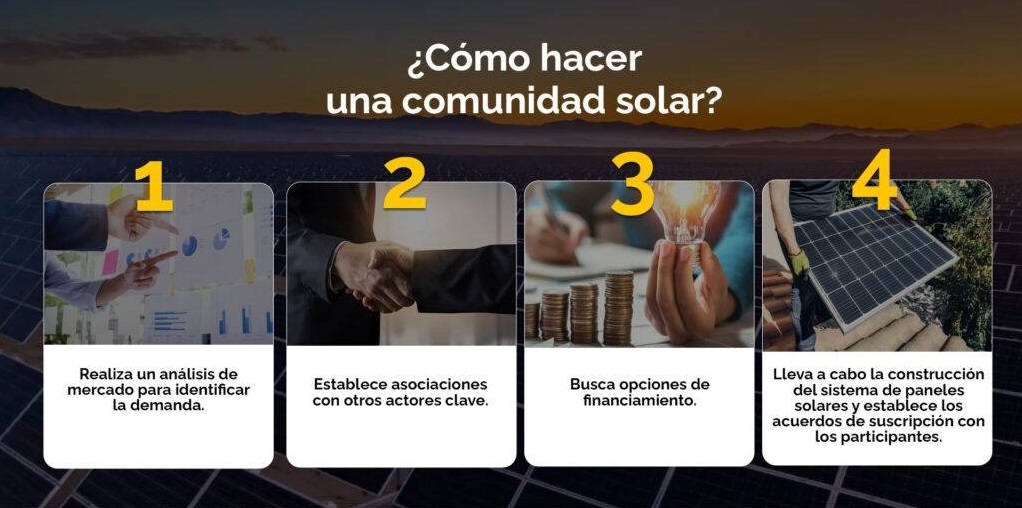 ¿Cómo hacer
una comunidad solar?
1
Realiza un análisis de
mercado para identificar
la demanda.
2
Establece asociaciones
con otros actores clave.
3
Busca opciones de
financiamiento.
4
Lleva a cabo la construcción
del sistema de paneles
solares y establece los
acuerdos de suscripción con
los participantes.